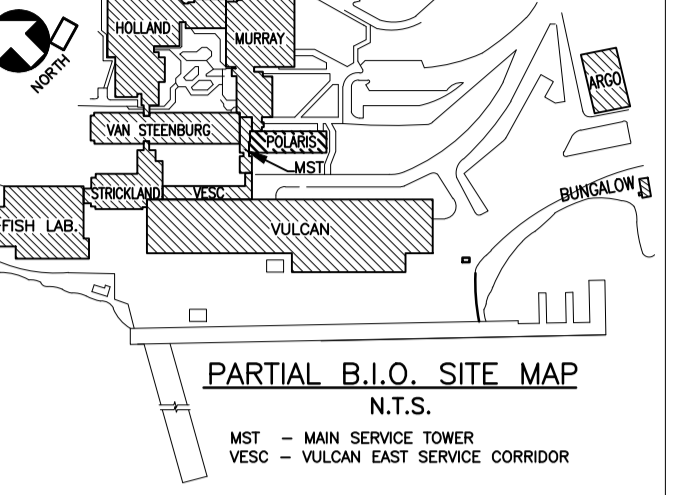 HOLLAND
MURRAY
NORTH
ARGO
VAN STEENBURG
POLARIS
MST
STRICKLAND
VESC
BUNGALOW
FISH LAB.
VULCAN
PARTIAL B.I.O. SITE MAP
N.T.S.
MST – MAIN SERVICE TOWER
VESC – VULCAN EAST SERVICE CORRIDOR